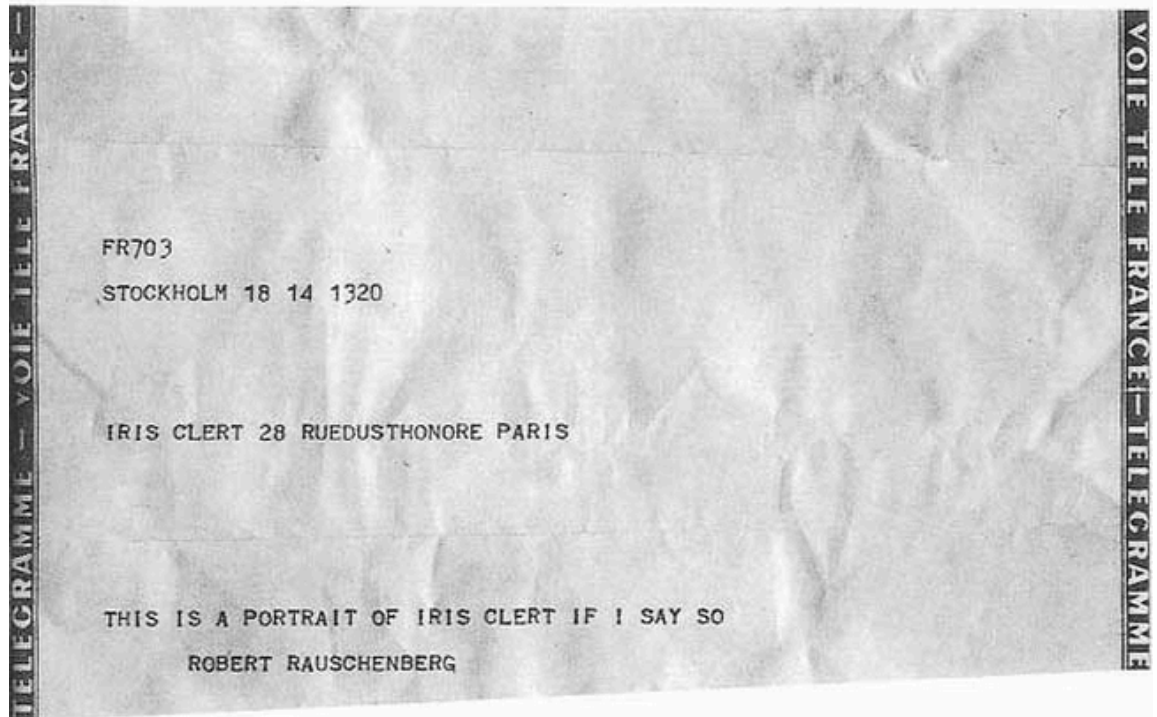 TELEGRAMME — VOIE TELE FRANCE —
FR703
STOCKHOLM 18 14 1320
IRIS CLERT 28 RUEDUSTHONORE PARIS
THIS IS A PORTRAIT OF IRIS CLERT IF I SAY SO
ROBERT RAUSCHENBERG
VOIE TELE FRANCE — TELEGRAMME